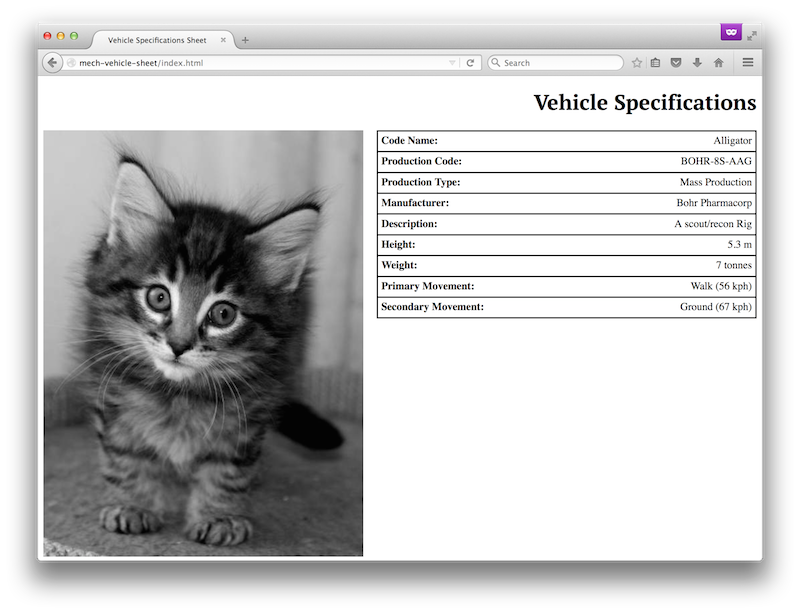 Vehicle Specifications Sheet
mech-vehicle-sheet/index.html
Search
Vehicle Specifications
Code Name: Alligator
Production Code: BOHR-8S-AAG
Production Type: Mass Production
Manufacturer: Bohr Pharmacorp
Description: A scout/recon Rig
Height: 5.3 m
Weight: 7 tonnes
Primary Movement: Walk (56 kph)
Secondary Movement: Ground (67 kph)